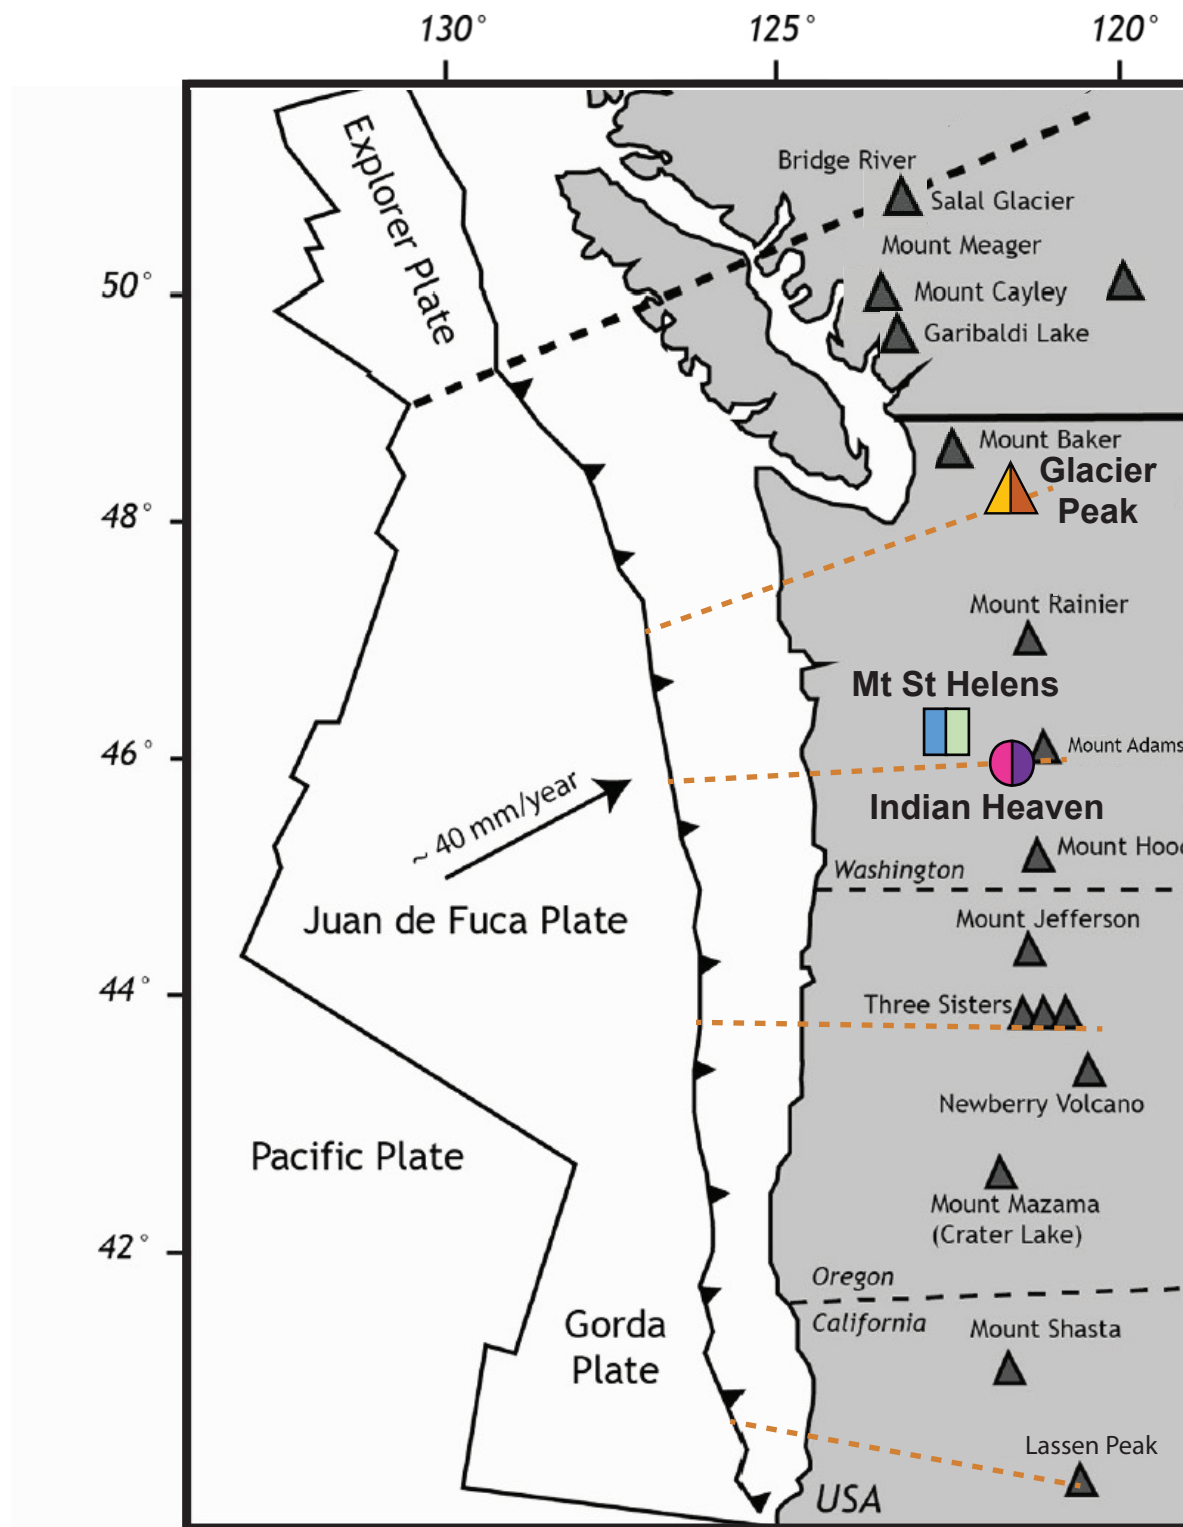 130°
125°
120°
50°
48°
46°
44°
42°
Explorer Plate
Bridge River
Salal Glacier
Mount Meager
Mount Cayley
Garibaldi Lake
Mount Baker
Glacier
Peak
Mount Rainier
Mt St Helens
Mount Adams
Indian Heaven
~ 40 mm/year
Mount Hood
Washington
Juan de Fuca Plate
Mount Jefferson
Three Sisters
Newberry Volcano
Pacific Plate
Mount Mazama
(Crater Lake)
Oregon
California
Gorda
Plate
Mount Shasta
Lassen Peak
USA